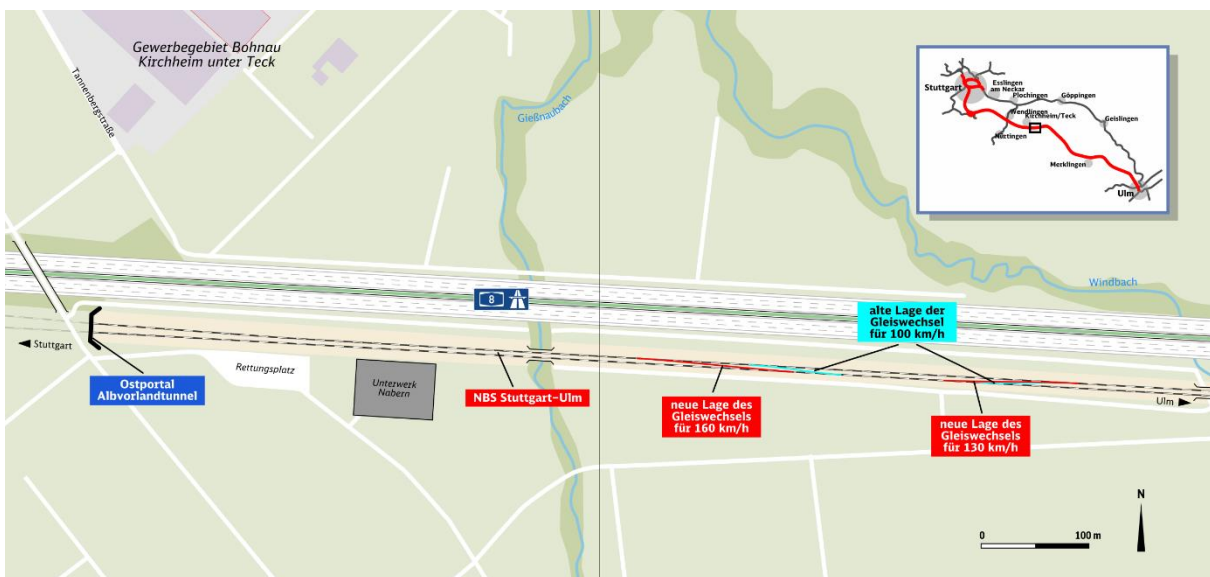 Gewerbegebiet Bohnau
Kirchheim unter Teck
Tannenbergstraße
Gießnaubach
Stuttgart
Esslingen
am Neckar
Plochingen
Göppingen
Wendlingen
Kirchheim/Teck
Geislingen
Nürtingen
Merklingen
Ulm
Windbach
8
alte Lage der
Gleiswechsel
für 100 km/h
Stuttgart
Ostportal
Albvorlandtunnel
Rettungsplatz
Unterwerk
Nabern
NBS Stuttgart–Ulm
neue Lage des
Gleiswechsels
für 160 km/h
neue Lage des
Gleiswechsels
für 130 km/h
Ulm
N
0 100 m